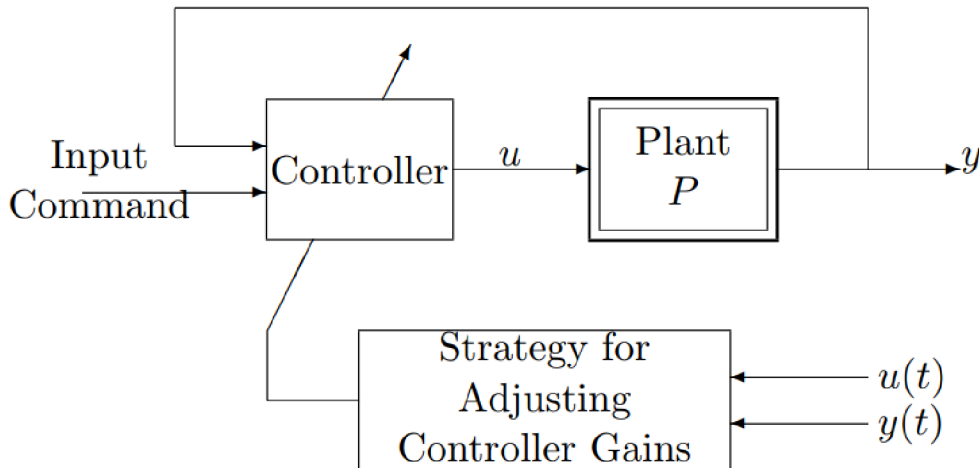 Input
Command
Controller
u
Plant
P
y
Strategy for
Adjusting
Controller Gains
u(t)
y(t)